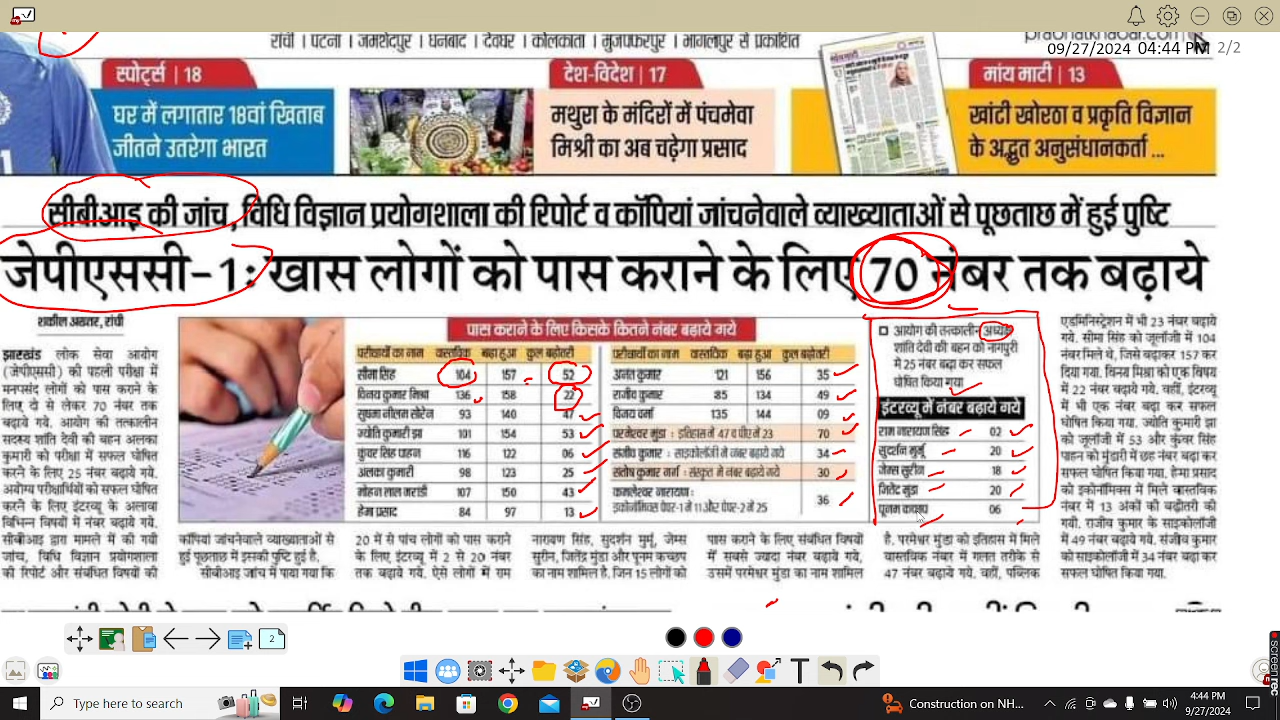 रांची । पटना । जमशेदपुर । धनबाद । देवघर । कोलकाता । मुजफ्फरपुर । भागलपुर से प्रकाशित
prabhatkhabar.com
09/27/2024 04:44 PM 2/2
स्पोर्ट्स | 18
घर में लगातार 18वां खिताब
जीतने उतरेगा भारत
देश-विदेश | 17
मथुरा के मंदिरों में पंचमेवा
मिश्री का अब चढ़ेगा प्रसाद
मांय माटी | 13
खांटी खोरठा व प्रकृति विज्ञान
के अद्भुत अनुसंधानकर्ता ...
सीबीआइ की जांच, विधि विज्ञान प्रयोगशाला की रिपोर्ट व कॉपियां जांचनेवाले व्याख्याताओं से पूछताछ में हुई पुष्टि
जेपीएससी-1: खास लोगों को पास कराने के लिए 70 नंबर तक बढ़ाये
शकील अख्तर, रांची
झारखंड लोक सेवा आयोग
(जेपीएससी) की पहली परीक्षा में
मनपसंद लोगों को पास कराने के
लिए दो से लेकर 70 नंबर तक
बढ़ाये गये. आयोग की तत्कालीन
सदस्य शांति देवी की बहन अलका
कुमारी को परीक्षा में सफल घोषित
करने के लिए 25 नंबर बढ़ाये गये.
अयोग्य परीक्षार्थियों को सफल घोषित
करने के लिए इंटरव्यू के अलावा
विभिन्न विषयों में नंबर बढ़ाये गये.
सीबीआइ द्वारा मामले में की गयी
जांच, विधि विज्ञान प्रयोगशाला
की रिपोर्ट और संबंधित विषयों की
पास कराने के लिए किसके कितने नंबर बढ़ाये गये
परीक्षार्थी का नाम वास्तविक बढ़ा हुआ कुल बढ़ोतरी
सीमा सिंह 104 157 52
विनय कुमार मिश्रा 136 158 22
सुषमा नीलम सोरेन 93 140 47
ज्योति कुमारी झा 101 154 53
कुंवर सिंह पाहन 116 122 06
अलका कुमारी 98 123 25
मोहन लाल मरांडी 107 150 43
हेमा प्रसाद 84 97 13
परीक्षार्थी का नाम वास्तविक बढ़ा हुआ कुल बढ़ोतरी
अनंत कुमार 121 156 35
राजीव कुमार 85 134 49
विजय वर्मा 135 144 09
परमेश्वर मुंडा : इतिहास में 47 व पीए में 23 70
संजीव कुमार : साइकोलॉजी में नंबर बढ़ाये गये 34
संतोष कुमार गर्ग : संस्कृत में नंबर बढ़ाये गये 30
कमलेश्वर नारायण :
इकोनॉमिक्स पेपर-1 में 11 और पेपर-2 में 25 36
आयोग की तत्कालीन अध्यक्ष
शांति देवी की बहन को नागपुरी
में 25 नंबर बढ़ा कर सफल
घोषित किया गया
इंटरव्यू में नंबर बढ़ाये गये
राम नारायण सिंह 02
सुदर्शन मुर्मू 20
जेम्स सुरीन 18
जितेंद्र मुंडा 20
पूनम कच्छप 06
कॉपियां जांचनेवाले व्याख्याताओं से
हुई पूछताछ में इसकी पुष्टि हुई है.
सीबीआइ जांच में पाया गया कि
20 में से पांच लोगों को पास कराने
के लिए इंटरव्यू में 2 से 20 नंबर
तक बढ़ाये गये. ऐसे लोगों में राम
नारायण सिंह, सुदर्शन मुर्मू, जेम्स
सुरीन, जितेंद्र मुंडा और पूनम कच्छप
का नाम शामिल है. जिन 15 लोगों को
पास कराने के लिए संबंधित विषयों
में सबसे ज्यादा नंबर बढ़ाये गये,
उसमें परमेश्वर मुंडा का नाम शामिल
है. परमेश्वर मुंडा को इतिहास में मिले
वास्तविक नंबर में गलत तरीके से
47 नंबर बढ़ाये गये. वहीं, पब्लिक
एडमिनिस्ट्रेशन में भी 23 नंबर बढ़ाये
गये. सीमा सिंह को जूलॉजी में 104
नंबर मिले थे, जिसे बढ़ाकर 157 कर
दिया गया. विनय मिश्रा को एक विषय
में 22 नंबर बढ़ाये गये. वहीं, इंटरव्यू
में भी एक नंबर बढ़ा कर सफल
घोषित किया गया. ज्योति कुमारी झा
को जूलॉजी में 53 और कुंवर सिंह
पाहन को मुंडारी में छह नंबर बढ़ा कर
सफल घोषित किया गया. हेमा प्रसाद
को इकोनॉमिक्स में मिले वास्तविक
नंबर में 13 अंकों की बढ़ोतरी की
गयी. राजीव कुमार के साइकोलॉजी
में 49 नंबर बढ़ाये गये. संजीव कुमार
को साइकोलॉजी में 34 नंबर बढ़ा कर
सफल घोषित किया गया.
2
Type here to search
Construction on NH...
4:44 PM
9/27/2024
Screenrec